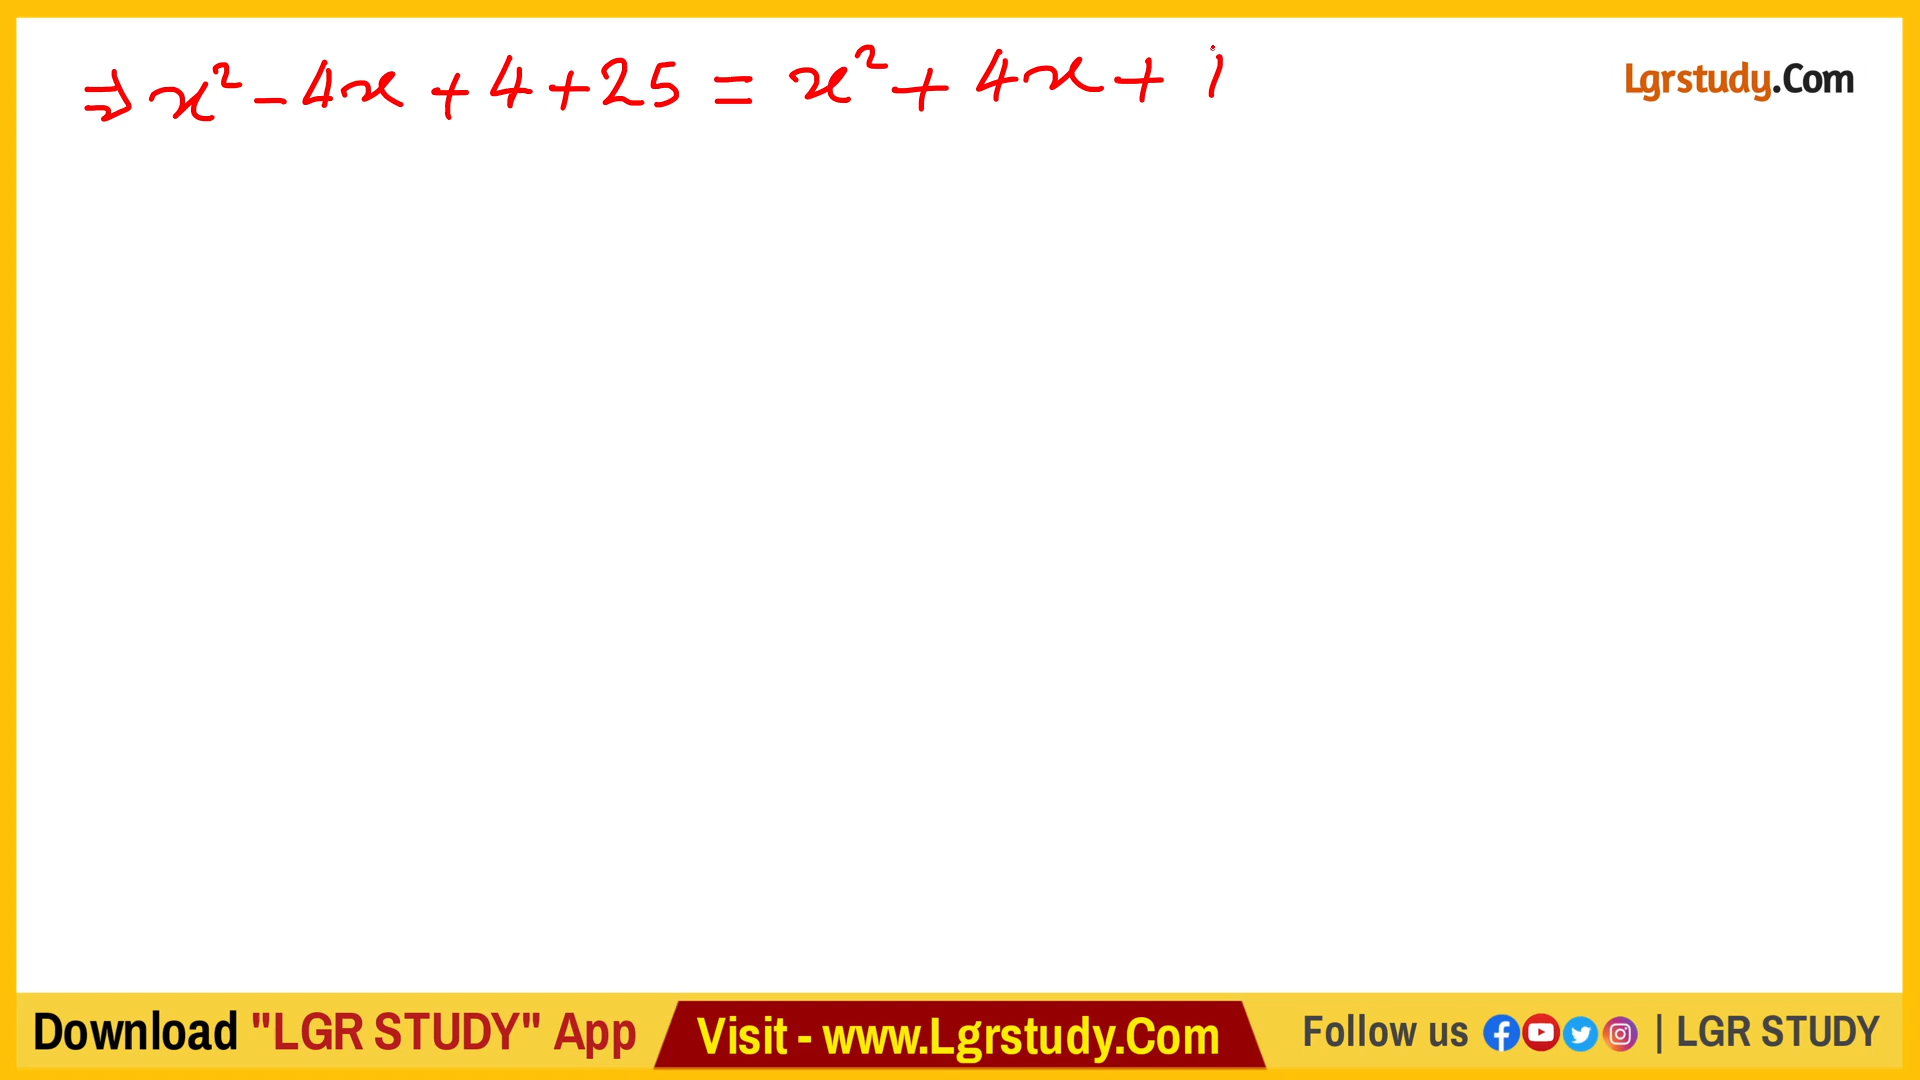 ⇒ x² - 4x + 4 + 25 = x² + 4x +
Lgrstudy.Com
Download "LGR STUDY" App
Visit - www.Lgrstudy.Com
Follow us | LGR STUDY